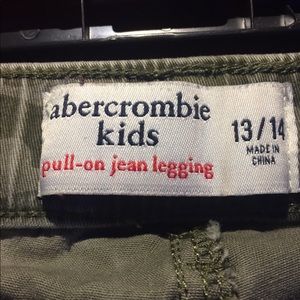 abercrombie
kids
pull-on jean legging
13/14
MADE IN
CHINA